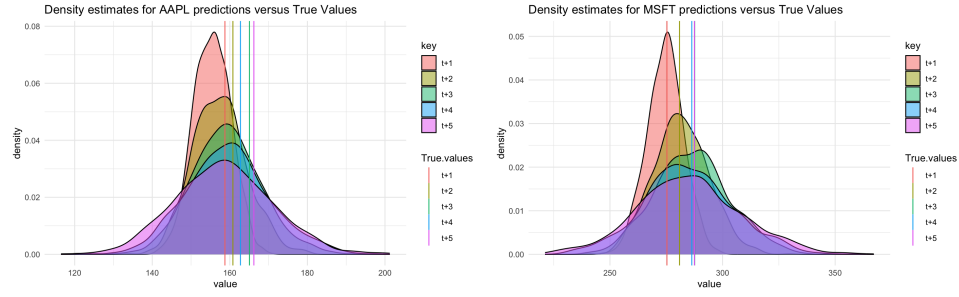 Density estimates for AAPL predictions versus True Values
density
0.08
0.06
0.04
0.02
0.00
120
140
160
180
200
value
key
t+1
t+2
t+3
t+4
t+5
True.values
t+1
t+2
t+3
t+4
t+5
Density estimates for MSFT predictions versus True Values
density
0.05
0.04
0.03
0.02
0.01
0.00
250
300
350
value
key
t+1
t+2
t+3
t+4
t+5
True.values
t+1
t+2
t+3
t+4
t+5